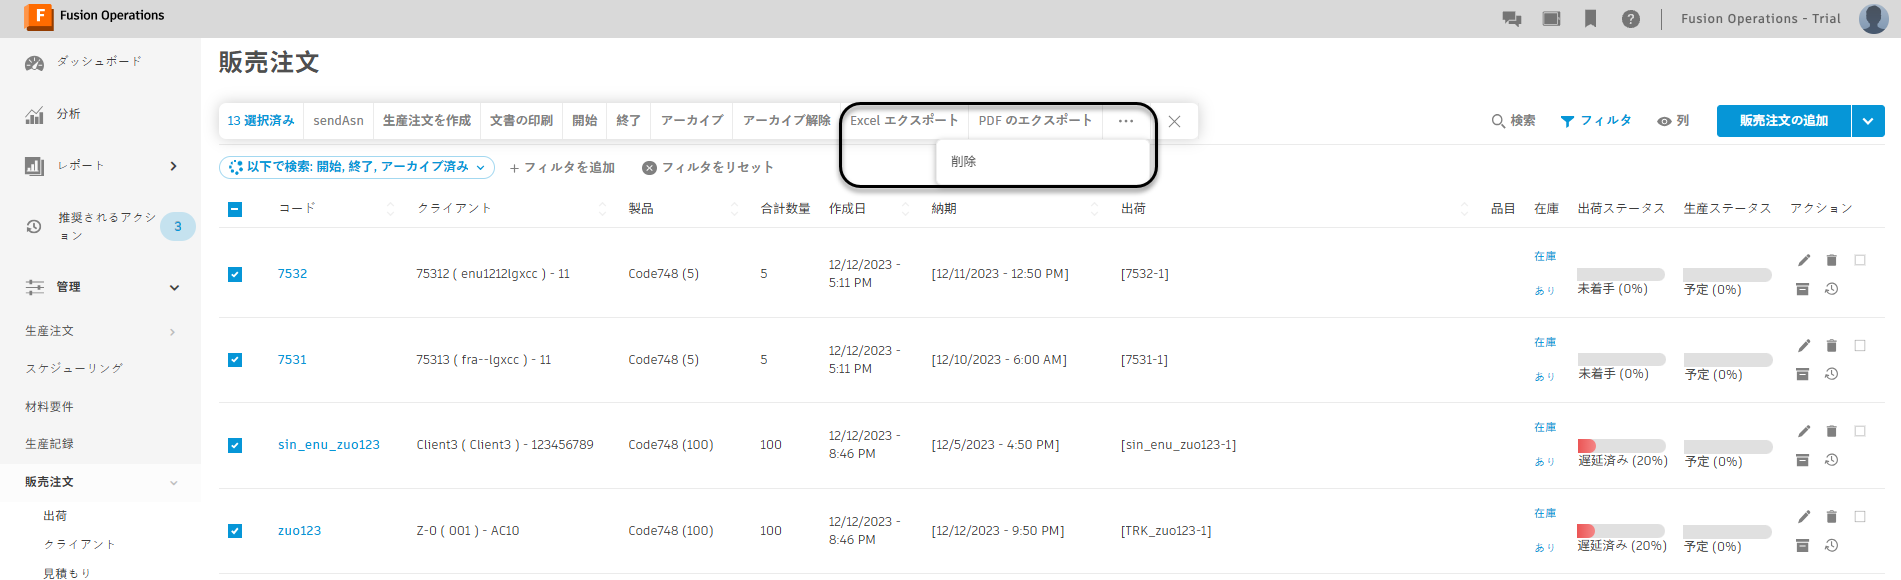 F Fusion Operations
Fusion Operations - Trial
ダッシュボード
分析
レポート
推奨されるアクション
3
管理
生産注文
スケジューリング
材料要件
生産記録
販売注文
出荷
クライアント
見積もり
販売注文
13 選択済み sendAsn 生産注文を作成 文書の印刷 開始 終了 アーカイブ アーカイブ解除 Excel エクスポート PDF のエクスポート ...
削除
検索 フィルタ 列 販売注文の追加
以下で検索: 開始, 終了, アーカイブ済み + フィルタを追加 フィルタをリセット
コード クライアント 製品 合計数量 作成日 納期 出荷 品目 在庫 出荷ステータス 生産ステータス アクション
7532 75312 ( enu1212lgxcc ) - 11 Code748 (5) 5 12/12/2023 - 5:11 PM [12/11/2023 - 12:50 PM] [7532-1] 在庫あり 未着手 (0%) 予定 (0%)
7531 75313 ( fra--lgxcc ) - 11 Code748 (5) 5 12/12/2023 - 5:11 PM [12/10/2023 - 6:00 AM] [7531-1] 在庫あり 未着手 (0%) 予定 (0%)
sin_enu_zuo123 Client3 ( Client3 ) - 123456789 Code748 (100) 100 12/12/2023 - 8:46 PM [12/5/2023 - 4:50 PM] [sin_enu_zuo123-1] 在庫あり 遅延済み (20%) 予定 (0%)
zuo123 Z-0 ( 001 ) - AC10 Code748 (100) 100 12/12/2023 - 8:46 PM [12/12/2023 - 9:50 PM] [TRK_zuo123-1] 在庫あり 遅延済み (20%) 予定 (0%)